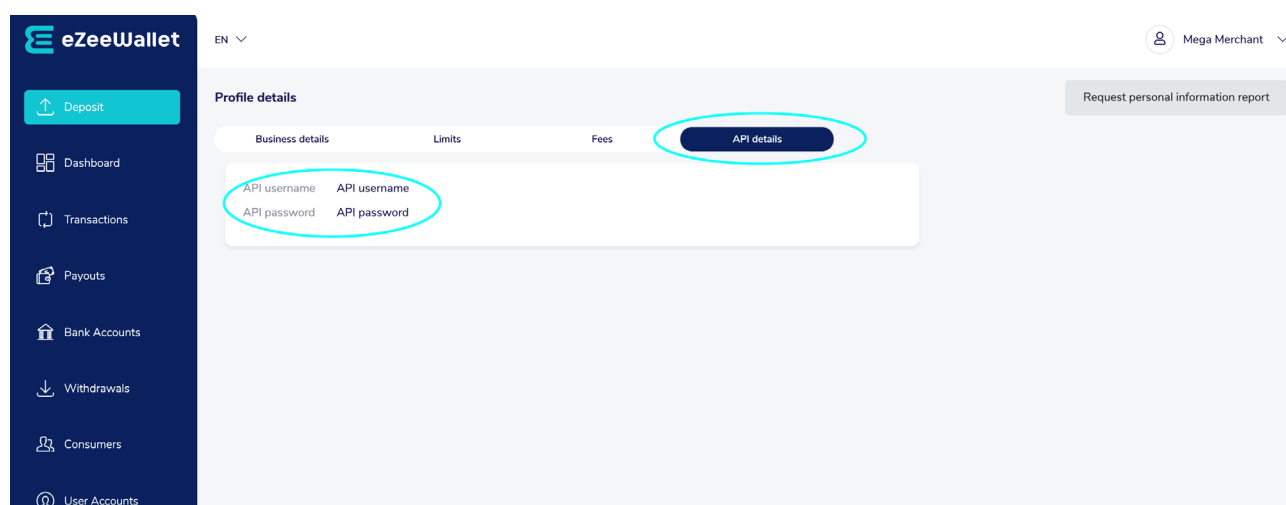 eZeeWallet
EN
Mega Merchant
Deposit
Dashboard
Transactions
Payouts
Bank Accounts
Withdrawals
Consumers
User Accounts
Profile details
Request personal information report
Business details Limits Fees API details
API username API username
API password API password